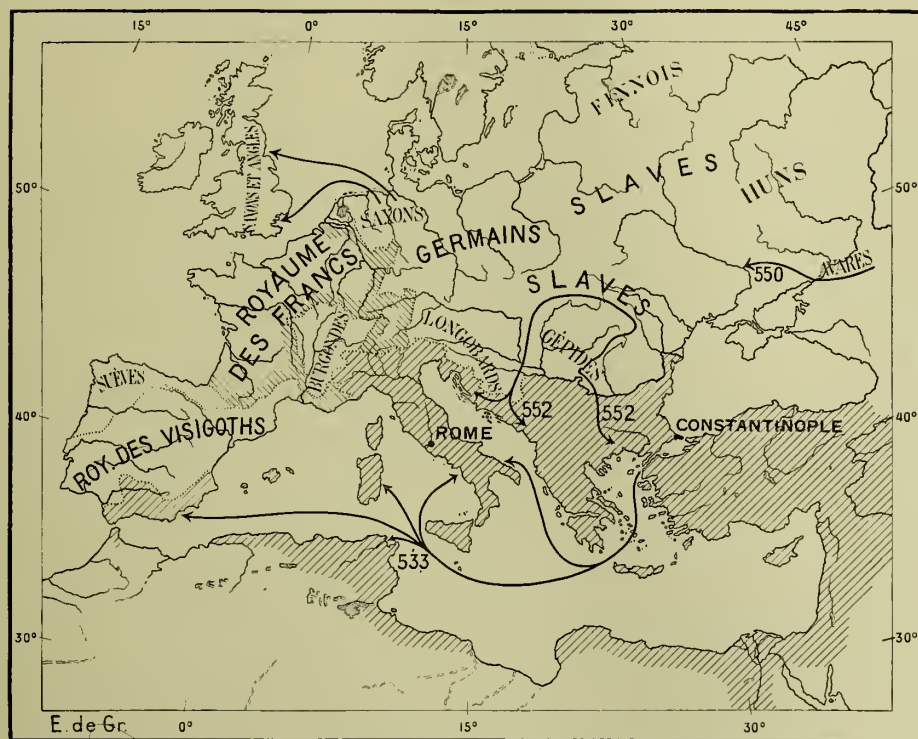 15°
0°
15°
30°
45°
FINNOIS
SLAVES
HUNS
50°
50°
SAXONS ET ANGLES
SAXONS
GERMAINS
ROYAUME
DES FRANCS
SLAVES
550
AVARES
LONGOBARDS
GÉPIDES
BURGONDES
SUÈVES
552
552
40°
40°
ROY. DES VISIGOTHS
ROME
CONSTANTINOPLE
533
30°
30°
E. de Gr.
0°
15°
30°